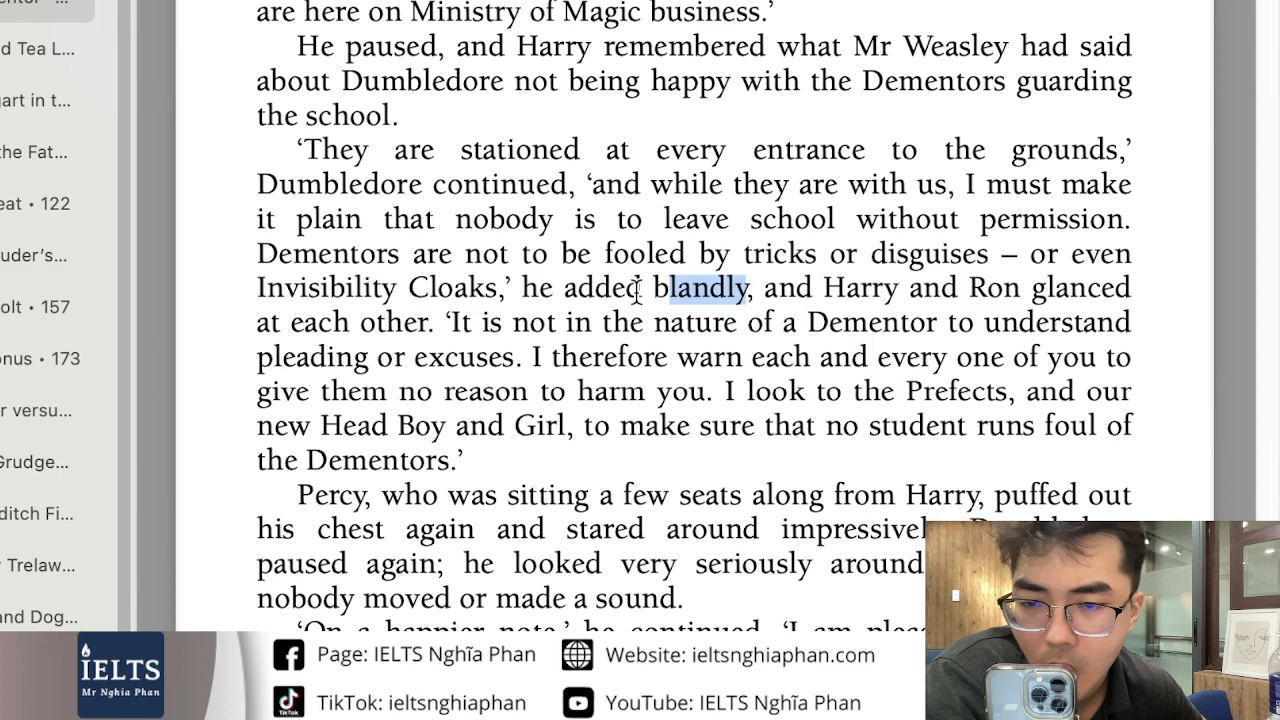 are here on Ministry of Magic business.’
He paused, and Harry remembered what Mr Weasley had said
about Dumbledore not being happy with the Dementors guarding
the school.
‘They are stationed at every entrance to the grounds,’
Dumbledore continued, ‘and while they are with us, I must make
it plain that nobody is to leave school without permission.
Dementors are not to be fooled by tricks or disguises – or even
Invisibility Cloaks,’ he added blandly, and Harry and Ron glanced
at each other. ‘It is not in the nature of a Dementor to understand
pleading or excuses. I therefore warn each and every one of you to
give them no reason to harm you. I look to the Prefects, and our
new Head Boy and Girl, to make sure that no student runs foul of
the Dementors.’
Percy, who was sitting a few seats along from Harry, puffed out
his chest again and stared around
paused again; he looked very seriously around
nobody moved or made a sound.
d Tea L...
gart in t...
the Fat...
eat • 122
uder’s...
olt • 157
onus • 173
r versu...
Grudge...
ditch Fi...
r Trelaw...
and Dog...
IELTS
Mr Nghia Phan
Page: IELTS Nghĩa Phan
Website: ieltsnghiaphan.com
TikTok: ieltsnghiaphan
YouTube: IELTS Nghĩa Phan